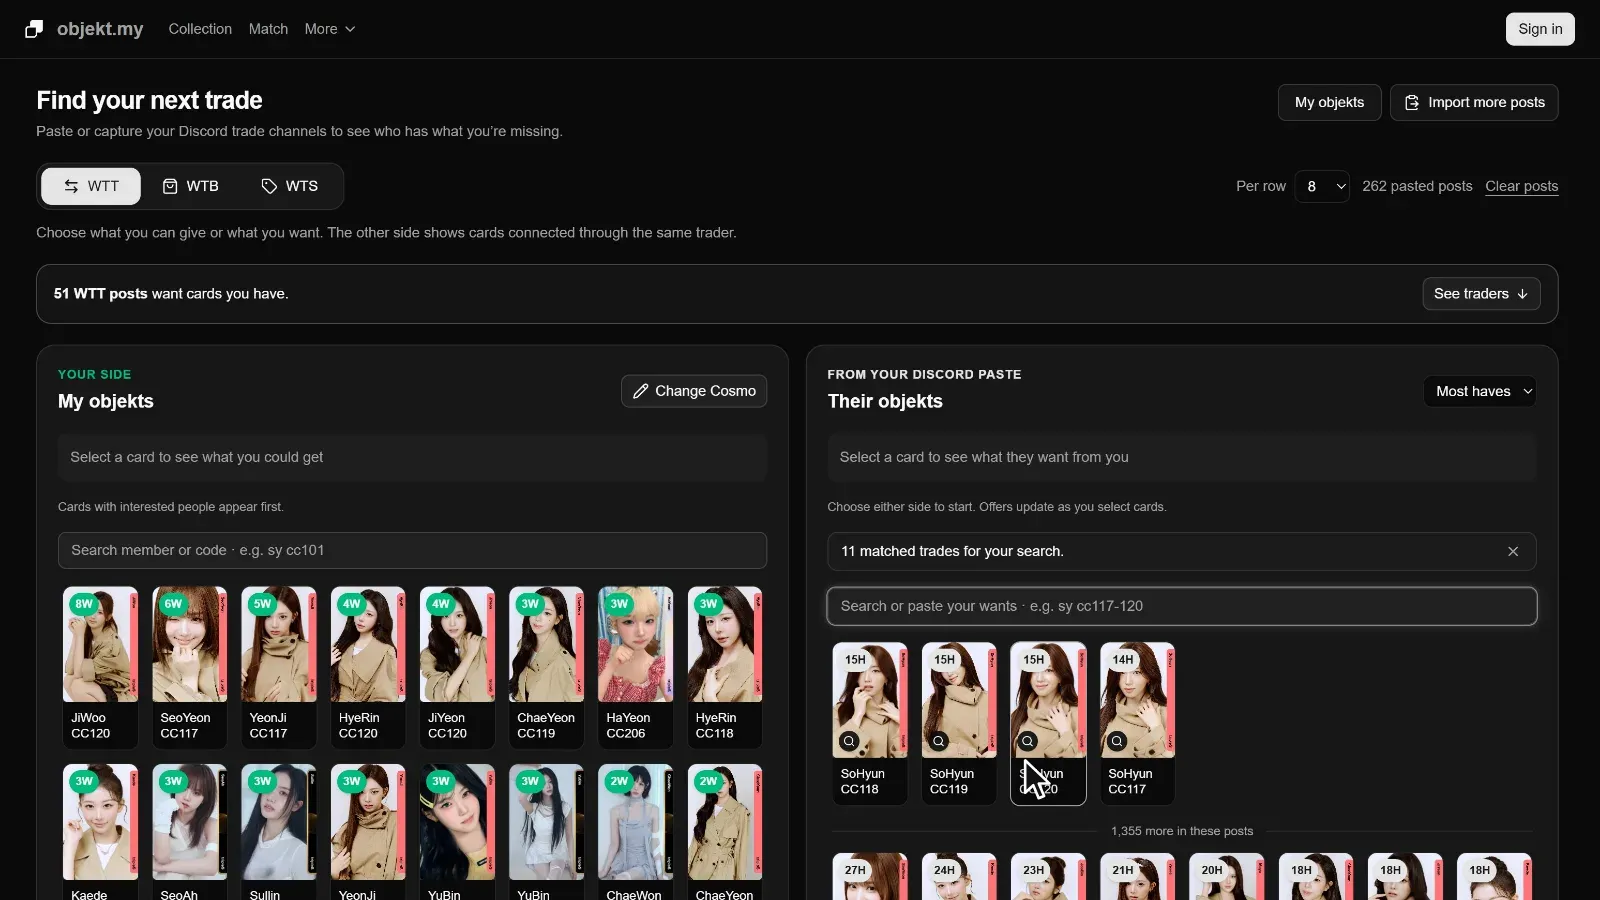 objekt.my
Collection
Match
More
Sign in
Find your next trade
Paste or capture your Discord trade channels to see who has what you're missing.
My objekts
Import more posts
WTT
WTB
WTS
Per row
8
262 pasted posts
Clear posts
Choose what you can give or what you want. The other side shows cards connected through the same trader.
51 WTT posts want cards you have.
See traders
YOUR SIDE
My objekts
Change Cosmo
Select a card to see what you could get
Cards with interested people appear first.
Search member or code · e.g. sy cc101
8W
6W
5W
4W
4W
3W
3W
3W
JiWoo
CC120
SeoYeon
CC117
YeonJi
CC117
HyeRin
CC120
JiYeon
CC120
ChaeYeon
CC119
HaYeon
CC206
HyeRin
CC118
3W
3W
3W
3W
3W
3W
2W
2W
Kaede
SeoAh
Sullin
YeonJi
YuBin
YuBin
ChaeWon
ChaeYeon
FROM YOUR DISCORD PASTE
Their objekts
Most haves
Select a card to see what they want from you
Choose either side to start. Offers update as you select cards.
11 matched trades for your search.
Search or paste your wants · e.g. sy cc117-120
15H
15H
15H
14H
SoHyun
CC118
SoHyun
CC119
SoHyun
CC117
1,355 more in these posts
27H
24H
23H
21H
20H
18H
18H
18H